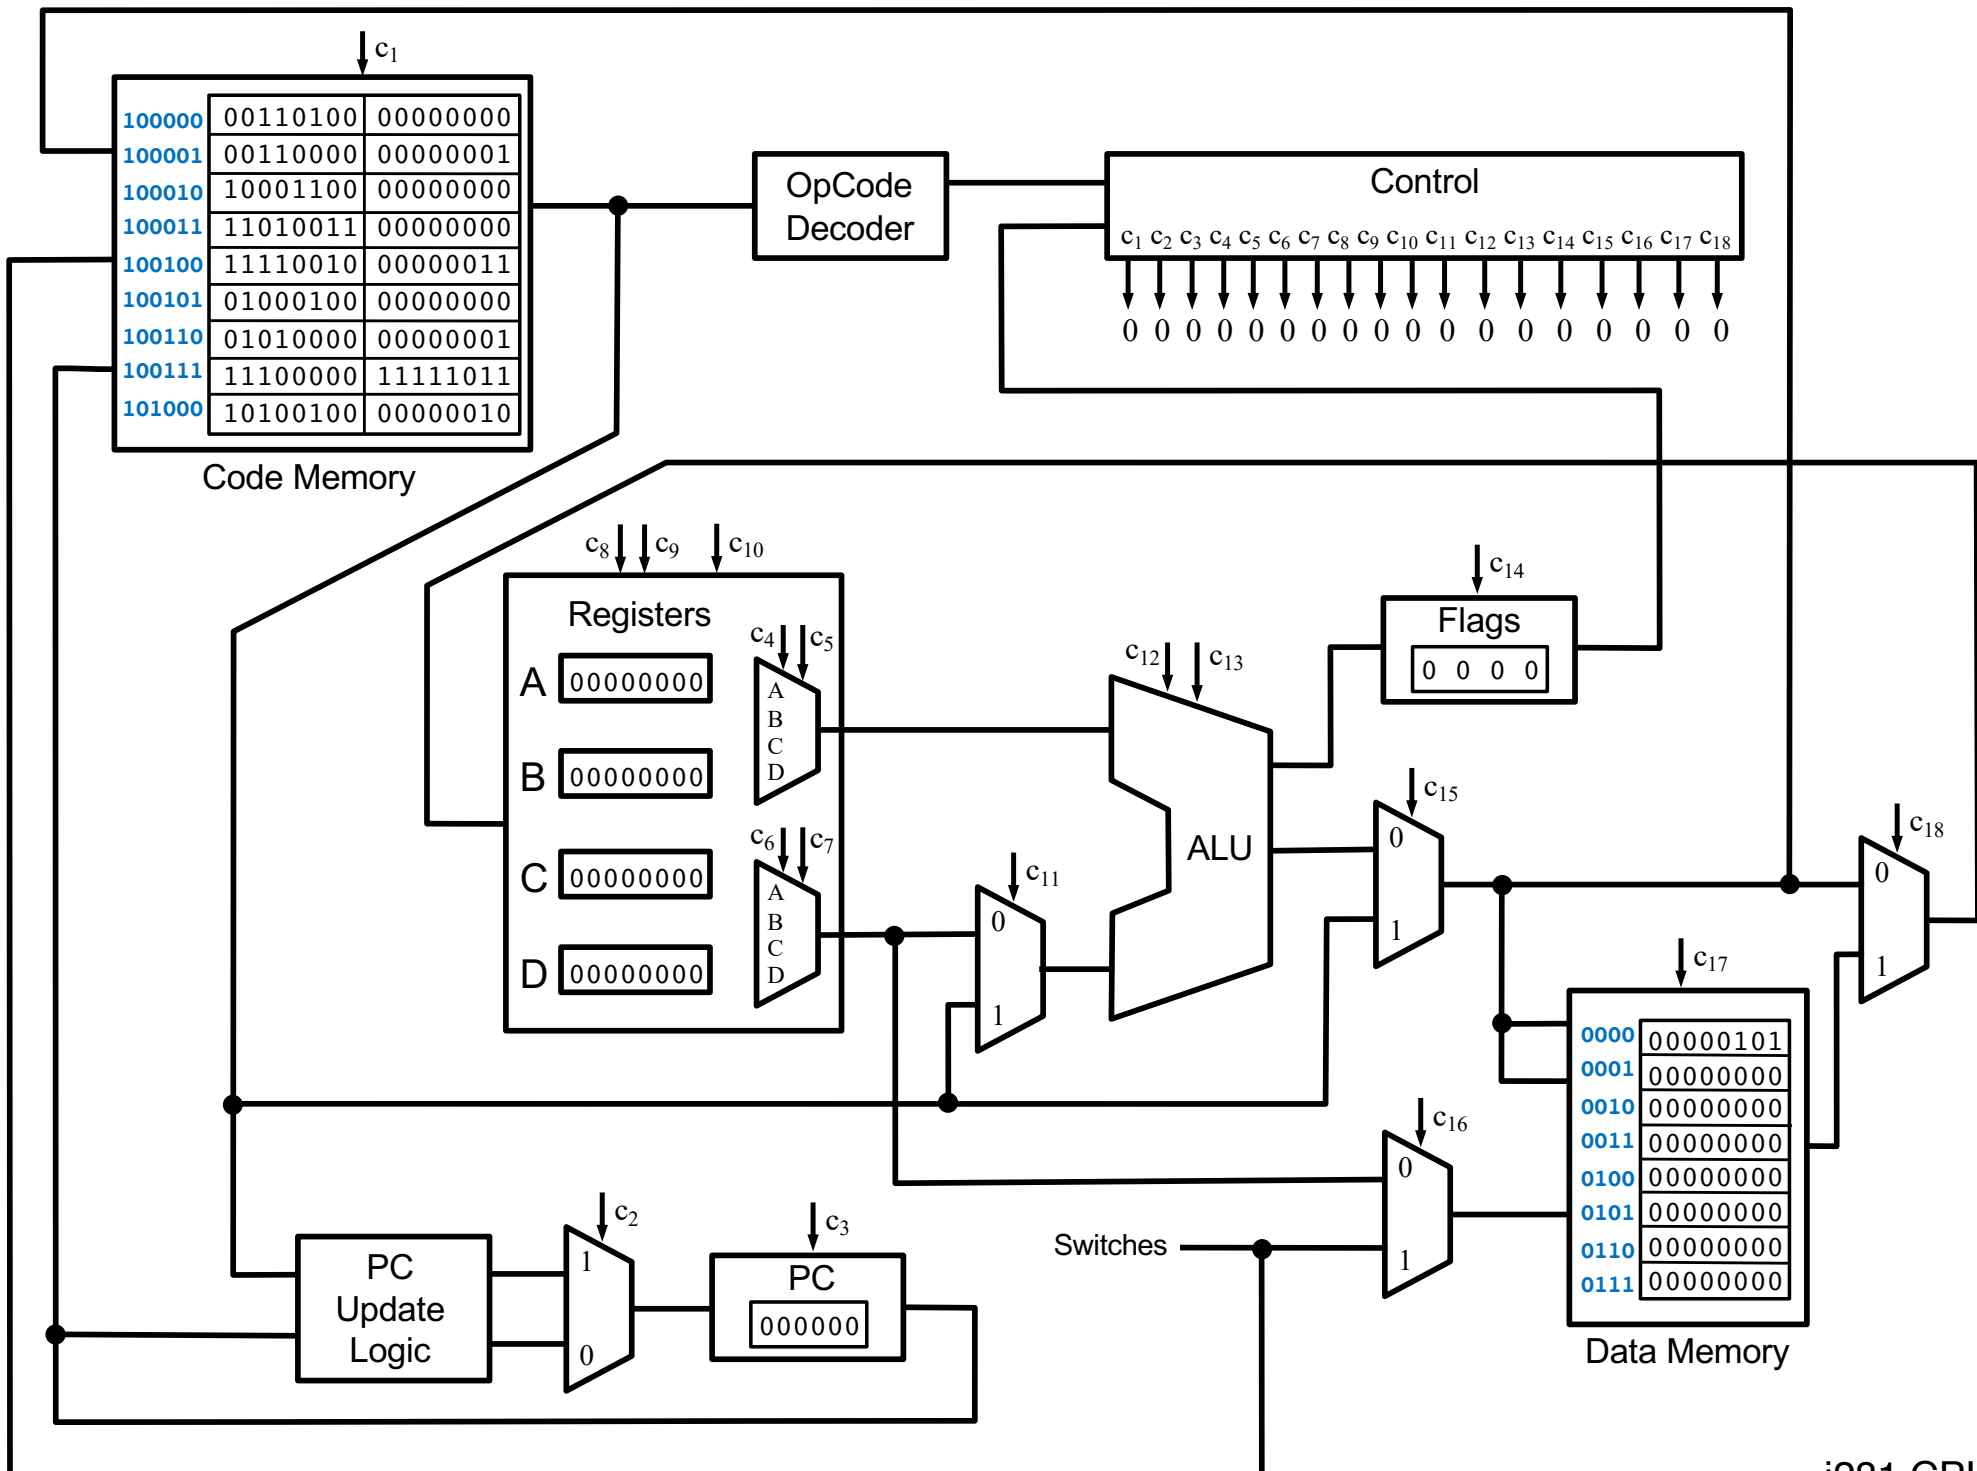 c1
100000 00110100 00000000
100001 00110000 00000001
100010 10001100 00000000
100011 11010011 00000000
100100 11110010 00000011
100101 01000100 00000000
100110 01010000 00000001
100111 11100000 11111011
101000 10100100 00000010
Code Memory
OpCode
Decoder
Control
c1 c2 c3 c4 c5 c6 c7 c8 c9 c10 c11 c12 c13 c14 c15 c16 c17 c18
0 0 0 0 0 0 0 0 0 0 0 0 0 0 0 0 0 0
c8 c9 c10
Registers
A 00000000
B 00000000
C 00000000
D 00000000
c4 c5
A
B
C
D
c6 c7
A
B
C
D
c11
0
1
c12 c13
ALU
c14
Flags
0 0 0 0
c15
0
1
c18
0
1
c17
0000 00000101
0001 00000000
0010 00000000
0011 00000000
0100 00000000
0101 00000000
0110 00000000
0111 00000000
Data Memory
c16
0
1
Switches
PC
Update
Logic
c2
1
0
c3
PC
000000